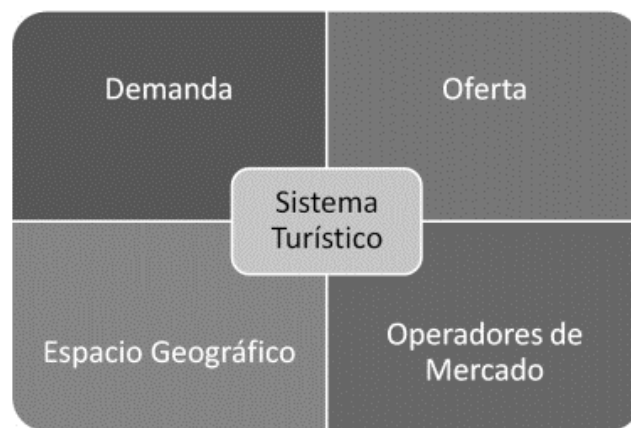 Demanda
Oferta
Sistema
Turístico
Espacio Geográfico
Operadores de
Mercado